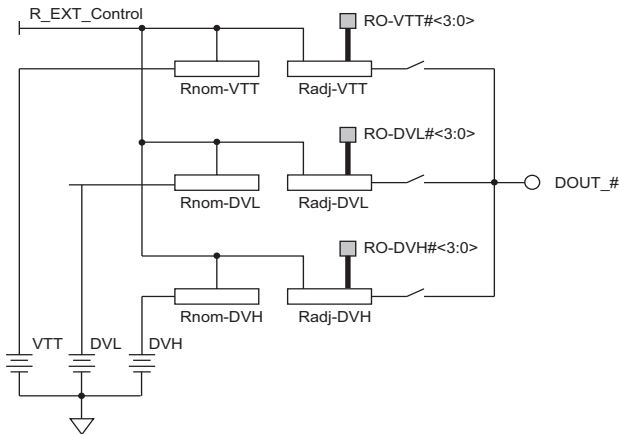 R_EXT_Control
RO-VTT#<3:0>
Rnom-VTT
Radj-VTT
RO-DVL#<3:0>
DOUT_#
Rnom-DVL
Radj-DVL
RO-DVH#<3:0>
Rnom-DVH
Radj-DVH
VTT
DVL
DVH